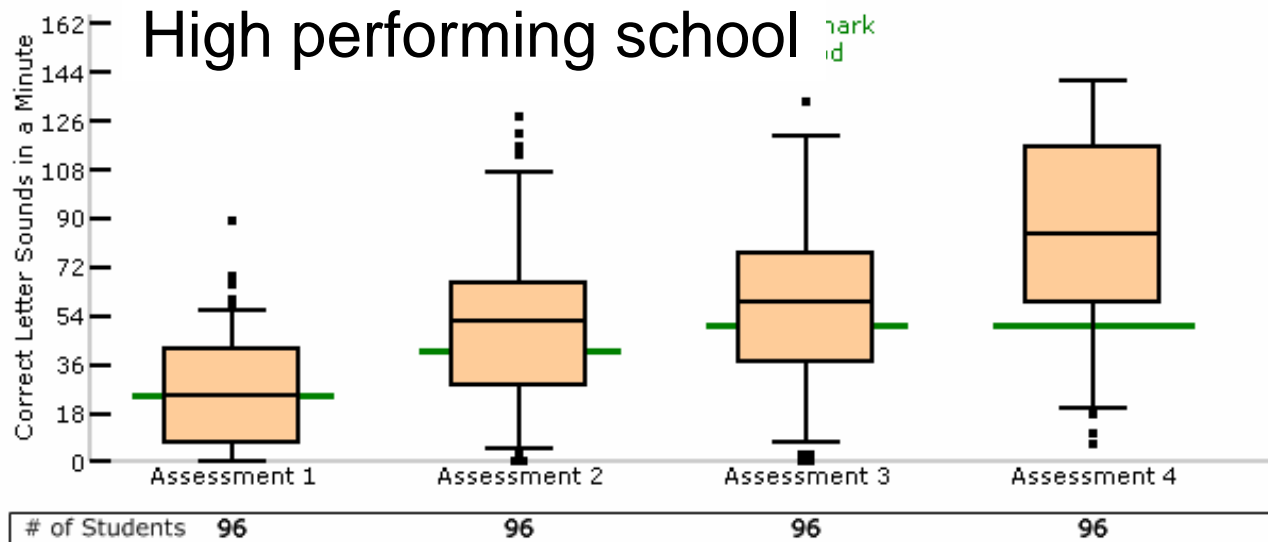 High performing school
162
144
126
108
90
72
54
36
18
0
Correct Letter Sounds in a Minute
Assessment 1 Assessment 2 Assessment 3 Assessment 4
# of Students 96 96 96 96